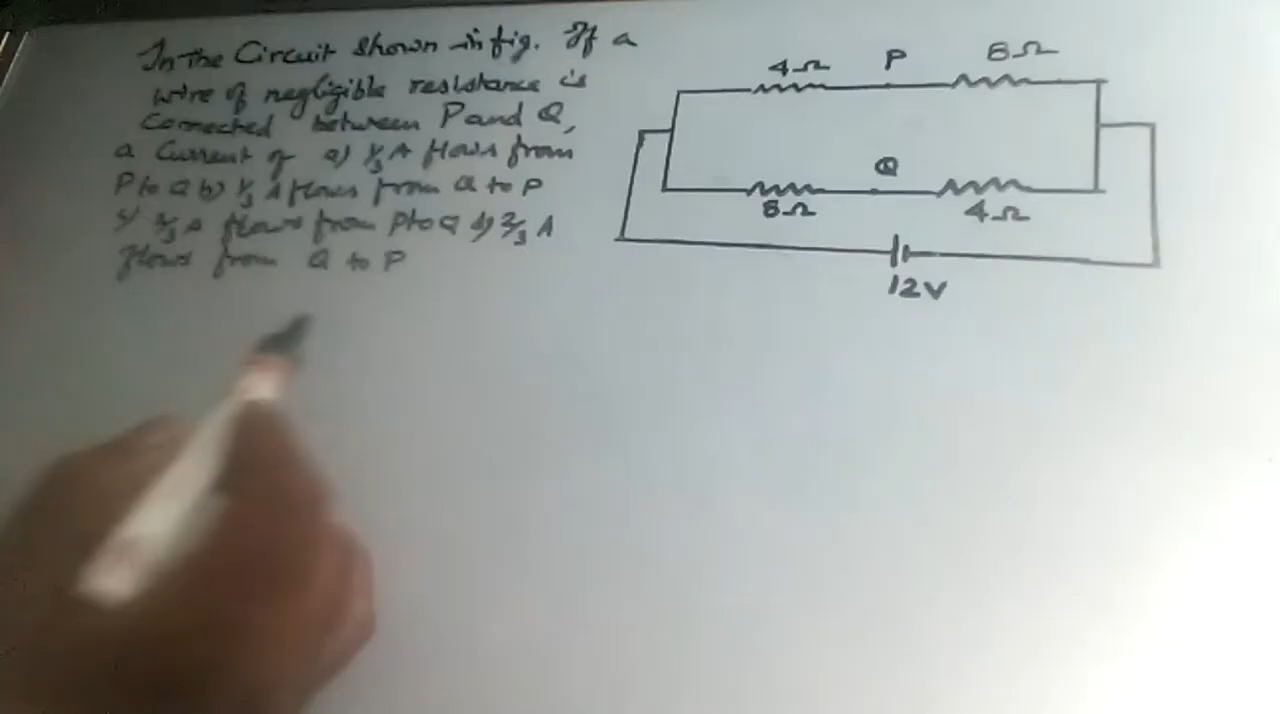 In the Circuit shown in fig. If a
wire of negligible resistance is
Connected between P and Q,
a Current of a) 1/3 A flows from
P to Q b) 1/3 A flows from Q to P
flows from P to Q d) 2/3 A
flows from Q to P
4Ω P 8Ω
Q
8Ω 4Ω
12V